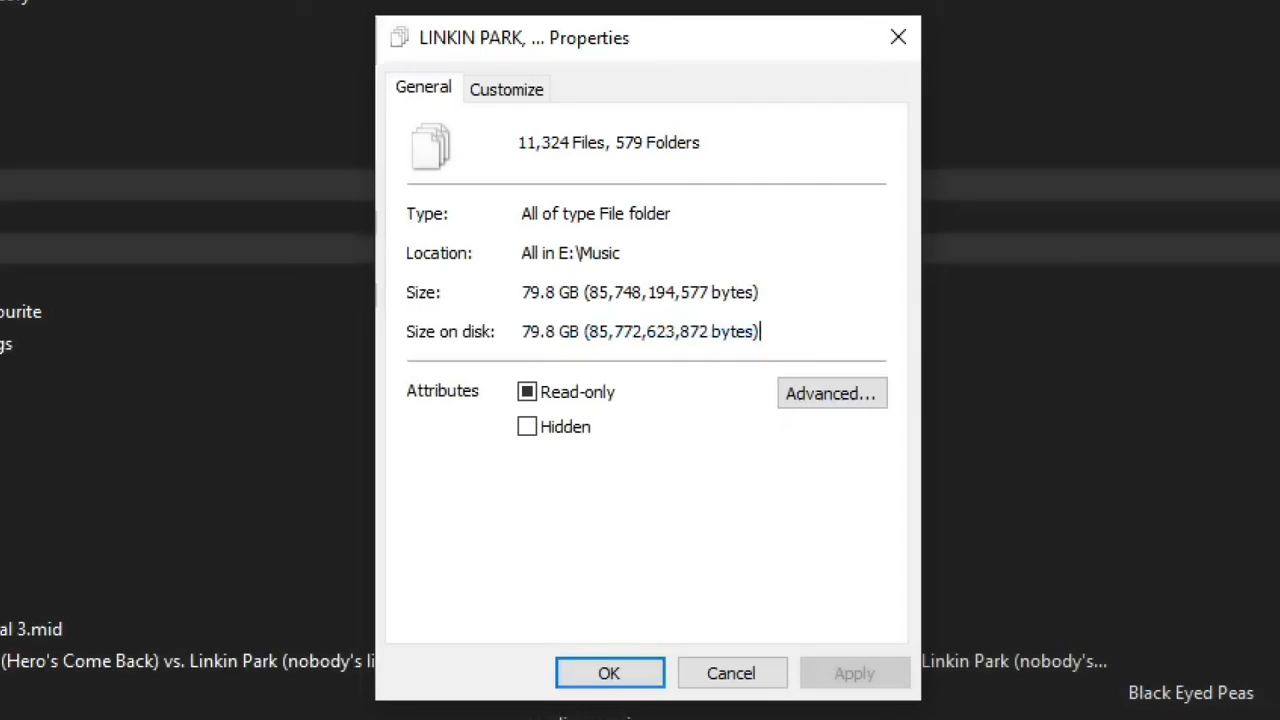 LINKIN PARK, ... Properties
General
Customize
11,324 Files, 579 Folders
Type: All of type File folder
Location: All in E:\Music
Size: 79.8 GB (85,748,194,577 bytes)
Size on disk: 79.8 GB (85,772,623,872 bytes)
Attributes
Read-only
Advanced...
Hidden
OK
Cancel
Apply
ourite
gs
al 3.mid
(Hero's Come Back) vs. Linkin Park (nobody's li
Linkin Park (nobody's...
Black Eyed Peas